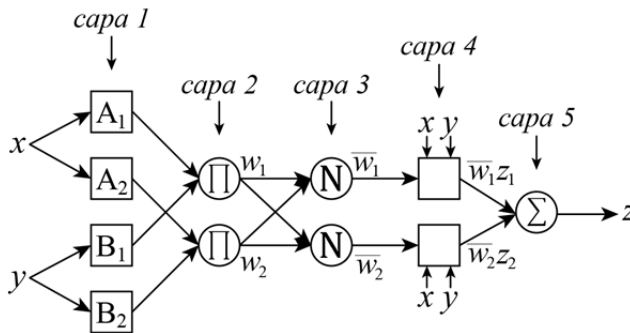 capa 1
capa 2
capa 3
capa 4
capa 5
x
y
A₁
A₂
B₁
B₂
∏
∏
w₁
w₂
N
N
w̅₁
w̅₂
x y
x y
w̅₁z₁
w̅₂z₂
Σ
z